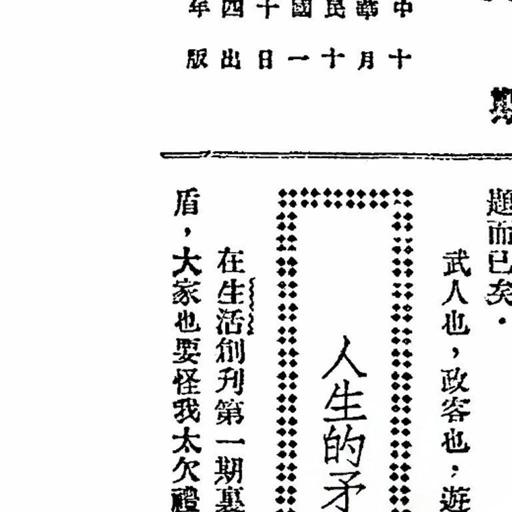 中華民國十四年
十月十一日出版
期
題而已矣．
武人也，政客也，遊
人生的矛
在生活創刊第一期裏
盾，大家也要怪我太欠禮